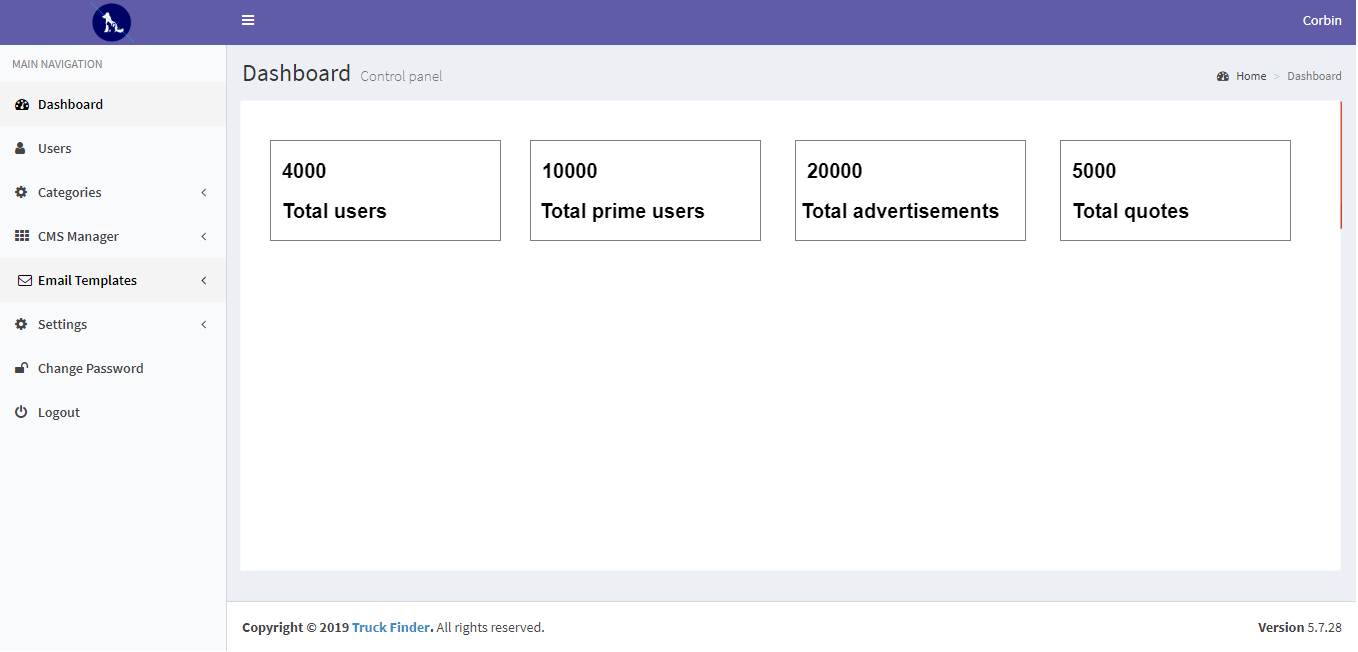 Corbin
MAIN NAVIGATION
Dashboard
Users
Categories
CMS Manager
Email Templates
Settings
Change Password
Logout
Dashboard Control panel
Home > Dashboard
4000
Total users
10000
Total prime users
20000
Total advertisements
5000
Total quotes
Copyright © 2019 Truck Finder. All rights reserved.
Version 5.7.28